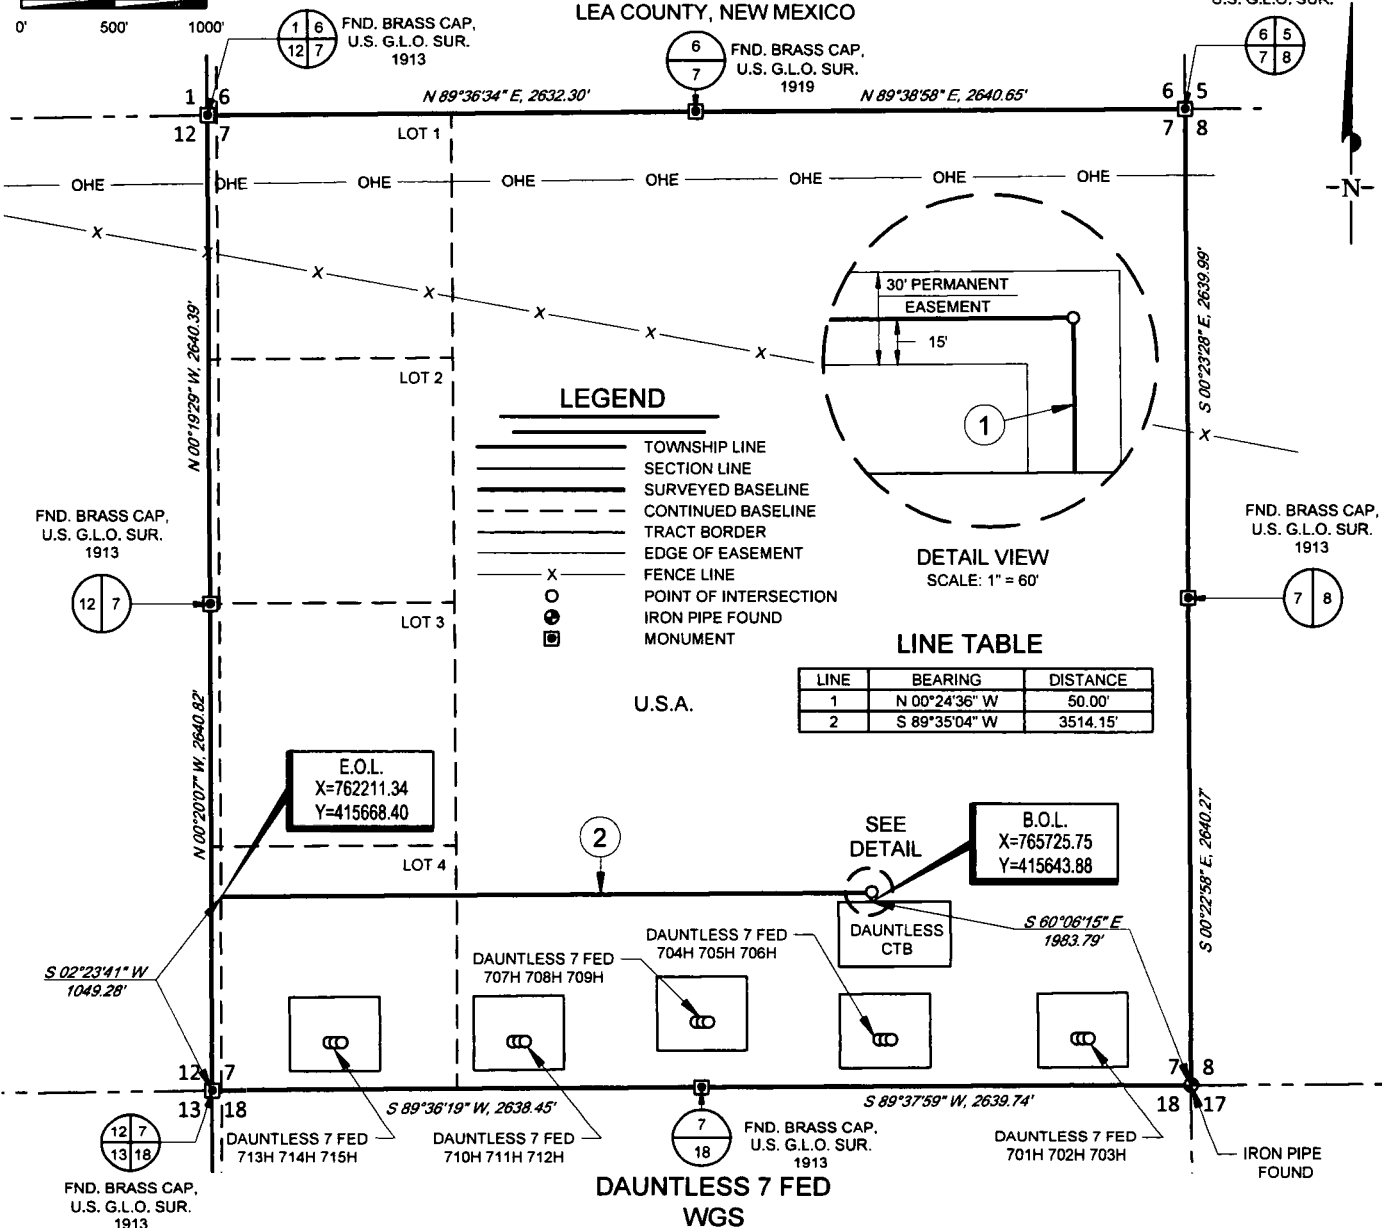 LEA COUNTY, NEW MEXICO
0' 500' 1000'
1 6
12 7
FND. BRASS CAP,
U.S. G.L.O. SUR.
1913
6
7
FND. BRASS CAP,
U.S. G.L.O. SUR.
1919
6 5
7 8
1 6
12 7
N 89°36'34" E, 2632.30'
N 89°38'58" E, 2640.65'
6 5
7 8
LOT 1
OHE OHE OHE OHE OHE OHE OHE OHE
-N-
X X X X X X X X
30' PERMANENT
EASEMENT
15'
1
DETAIL VIEW
SCALE: 1" = 60'
N 00°19'29" W, 2640.39'
S 00°23'28" E, 2639.99'
LOT 2
LEGEND
TOWNSHIP LINE
SECTION LINE
SURVEYED BASELINE
CONTINUED BASELINE
TRACT BORDER
EDGE OF EASEMENT
X FENCE LINE
POINT OF INTERSECTION
IRON PIPE FOUND
MONUMENT
FND. BRASS CAP,
U.S. G.L.O. SUR.
1913
12 7
FND. BRASS CAP,
U.S. G.L.O. SUR.
1913
7 8
LOT 3
U.S.A.
LINE TABLE
LINE BEARING DISTANCE
1 N 00°24'36" W 50.00'
2 S 89°35'04" W 3514.15'
N 00°20'07" W, 2640.82'
S 00°22'58" E, 2640.27'
E.O.L.
X=762211.34
Y=415668.40
LOT 4
2
SEE
DETAIL
B.O.L.
X=765725.75
Y=415643.88
DAUNTLESS
CTB
S 60°06'15" E
1983.79'
S 02°23'41" W
1049.28'
DAUNTLESS 7 FED
707H 708H 709H
DAUNTLESS 7 FED
704H 705H 706H
12 7
13 18
7 8
18 17
S 89°36'19" W, 2638.45'
S 89°37'59" W, 2639.74'
12 7
13 18
FND. BRASS CAP,
U.S. G.L.O. SUR.
1913
DAUNTLESS 7 FED
713H 714H 715H
DAUNTLESS 7 FED
710H 711H 712H
7
18
FND. BRASS CAP,
U.S. G.L.O. SUR.
1913
DAUNTLESS 7 FED
701H 702H 703H
IRON PIPE
FOUND
DAUNTLESS 7 FED
WGS